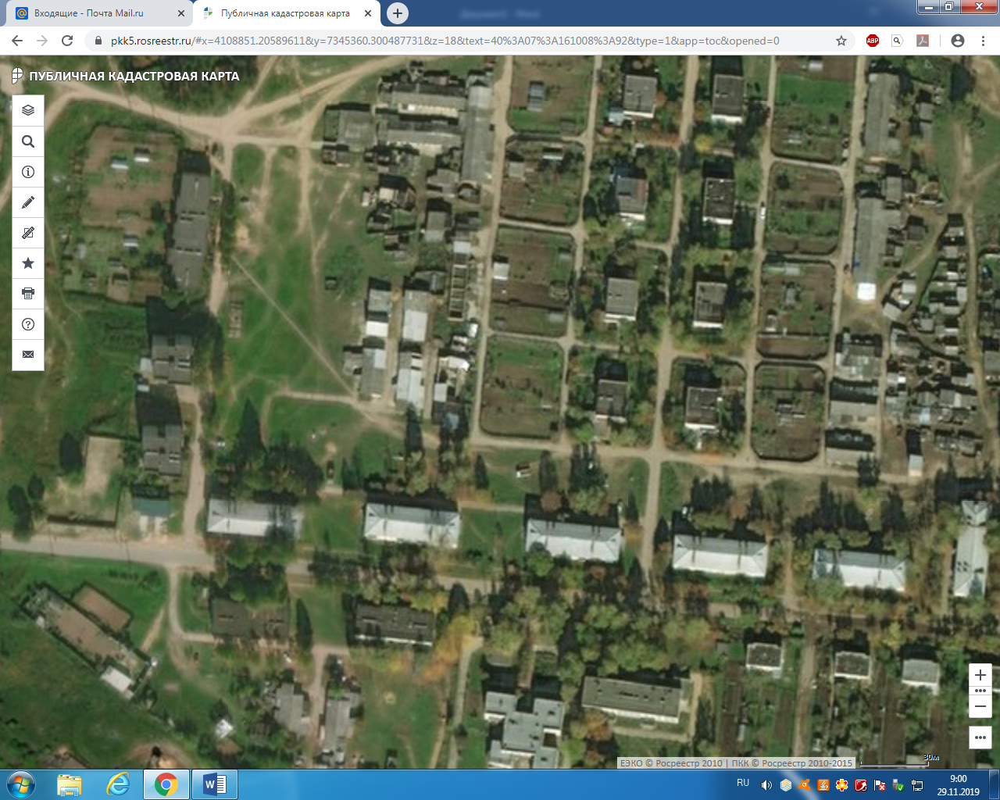 Входящие - Почта Mail.ru
Публичная кадастровая карта
pkk5.rosreestr.ru/#x=4108851.20589611&y=7345360.300487731&z=18&text=40%3A07%3A161008%3A92&type=1&app=toc&opened=0
ABP
ПУБЛИЧНАЯ КАДАСТРОВАЯ КАРТА
ЕЭКО © Росреестр 2010 | ПКК © Росреестр 2010-2015
30м
RU
9:00
29.11.2019